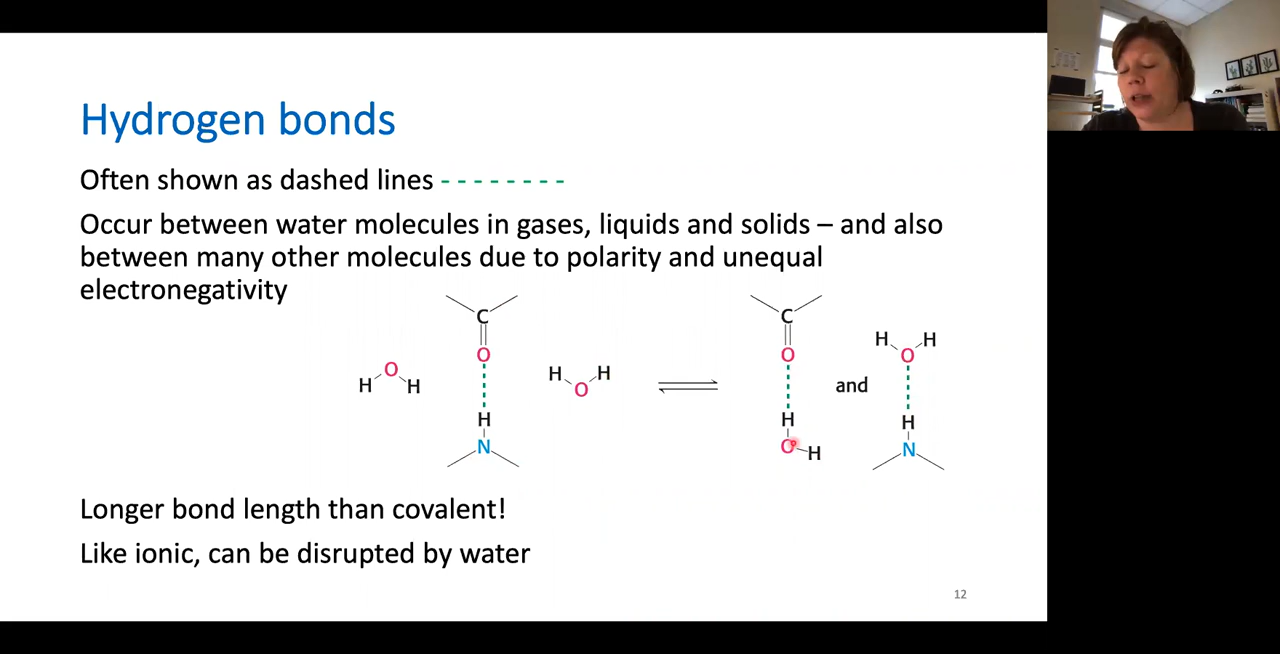 Hydrogen bonds
Often shown as dashed lines - - - - - - - -
Occur between water molecules in gases, liquids and solids – and also
between many other molecules due to polarity and unequal
electronegativity
C C
H H
O O O
H O H H O H and
H H H
N O H N
Longer bond length than covalent!
Like ionic, can be disrupted by water
12